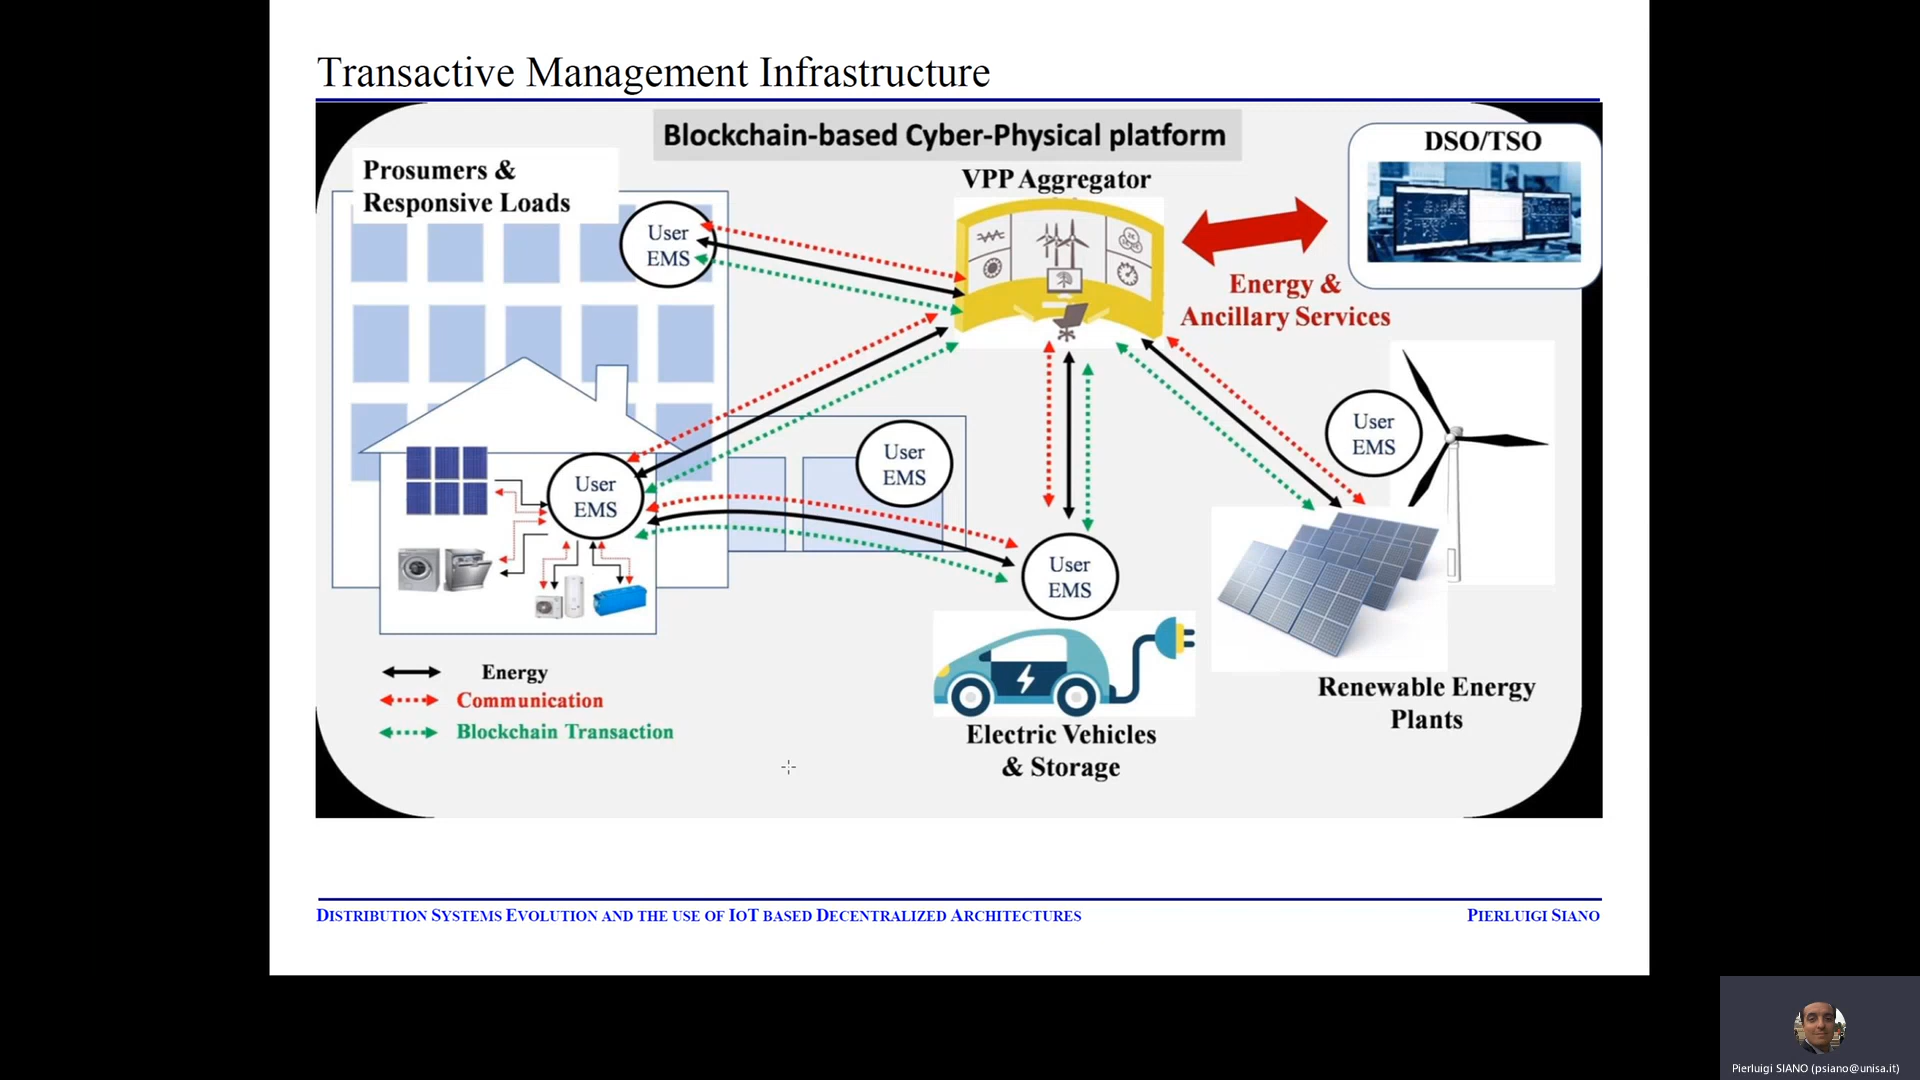 Transactive Management Infrastructure
Blockchain-based Cyber-Physical platform
DSO/TSO
Prosumers &
Responsive Loads
VPP Aggregator
User
EMS
Energy &
Ancillary Services
User
EMS
User
EMS
User
EMS
User
EMS
Energy
Communication
Blockchain Transaction
Electric Vehicles
& Storage
Renewable Energy
Plants
DISTRIBUTION SYSTEMS EVOLUTION AND THE USE OF IOT BASED DECENTRALIZED ARCHITECTURES
PIERLUIGI SIANO
Pierluigi SIANO (psiano@unisa.it)